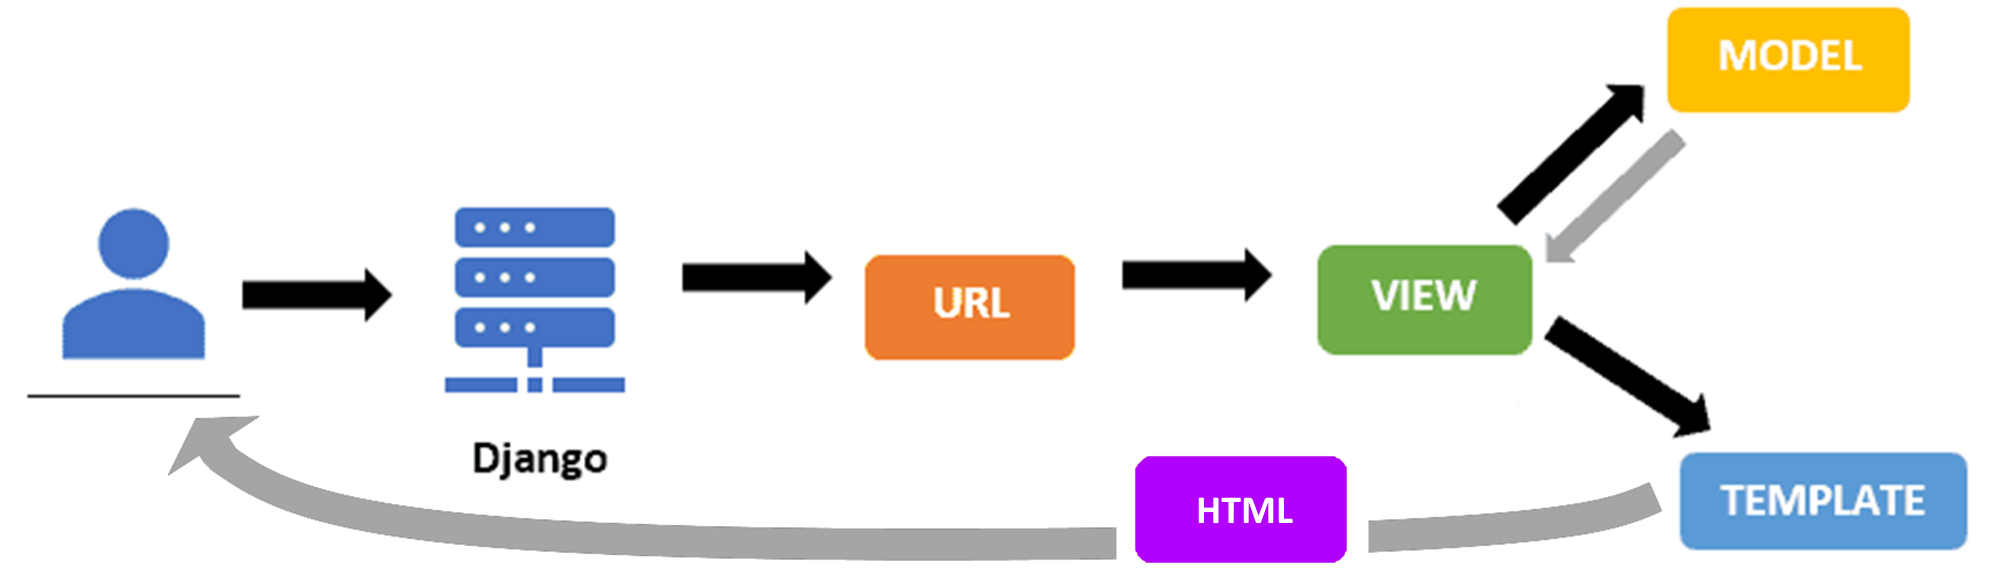 MODEL
URL
VIEW
Django
HTML
TEMPLATE